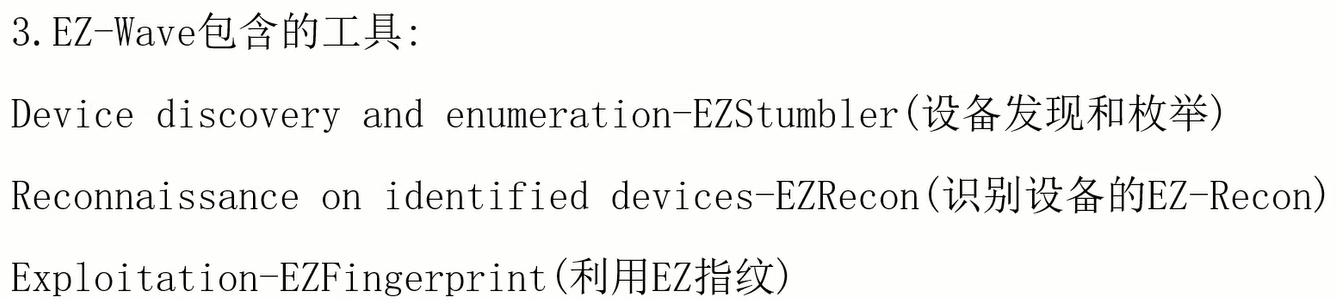 3.EZ-Wave包含的工具:
Device discovery and enumeration-EZStumbler(设备发现和枚举)
Reconnaissance on identified devices-EZRecon(识别设备的EZ-Recon)
Exploitation-EZFingerprint(利用EZ指纹)